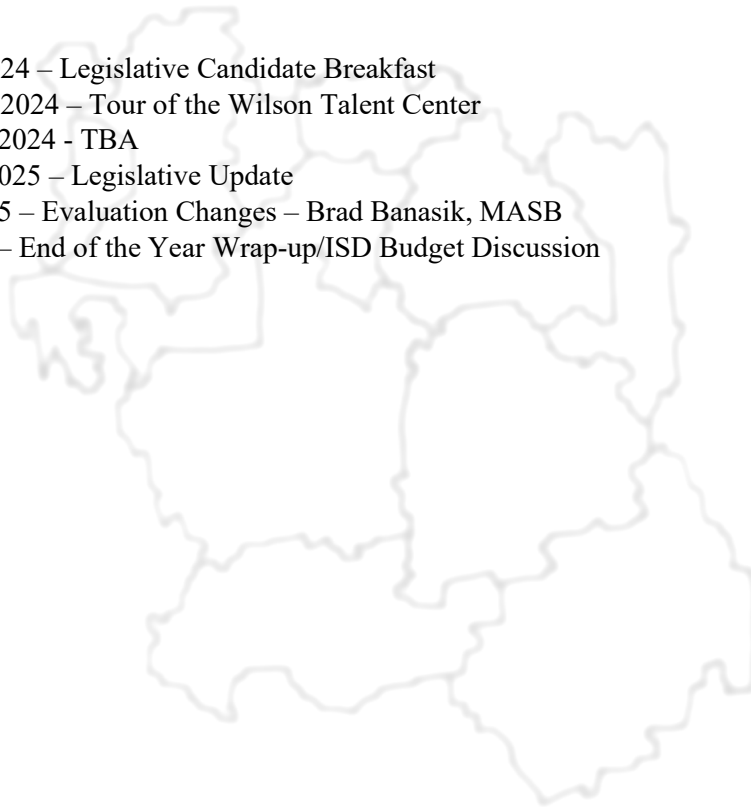 24 – Legislative Candidate Breakfast
2024 – Tour of the Wilson Talent Center
2024 - TBA
025 – Legislative Update
5 – Evaluation Changes – Brad Banasik, MASB
– End of the Year Wrap-up/ISD Budget Discussion